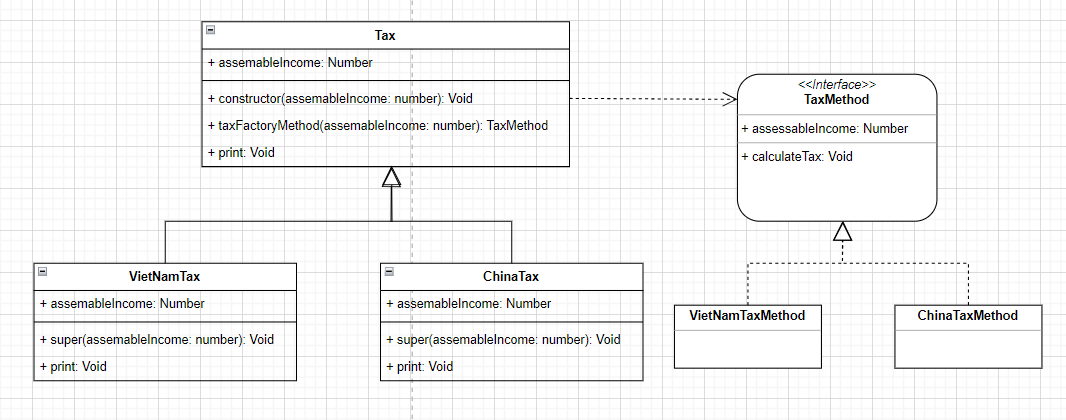 Tax
+ assemableIncome: Number
+ constructor(assemableIncome: number): Void
+ taxFactoryMethod(assemableIncome: number): TaxMethod
+ print: Void
<<Interface>>
TaxMethod
+ assessableIncome: Number
+ calculateTax: Void
VietNamTax
+ assemableIncome: Number
+ super(assemableIncome: number): Void
+ print: Void
ChinaTax
+ assemableIncome: Number
+ super(assemableIncome: number): Void
+ print: Void
VietNamTaxMethod
ChinaTaxMethod